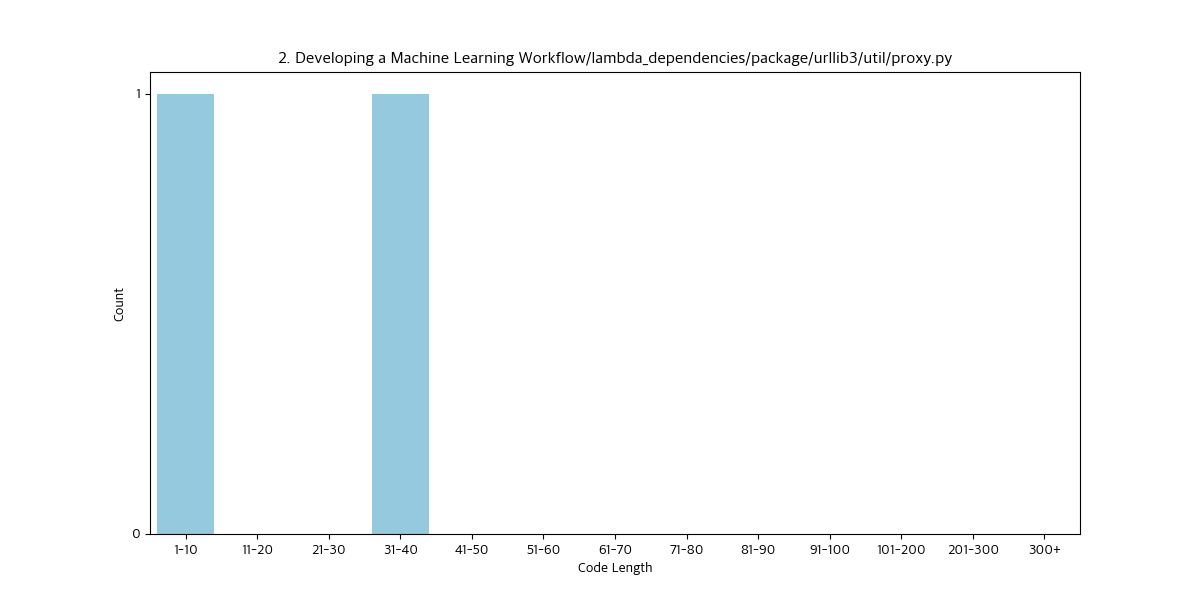 2. Developing a Machine Learning Workflow/lambda_dependencies/package/urllib3/util/proxy.py
1
Count
0
1-10 11-20 21-30 31-40 41-50 51-60 61-70 71-80 81-90 91-100 101-200 201-300 300+
Code Length